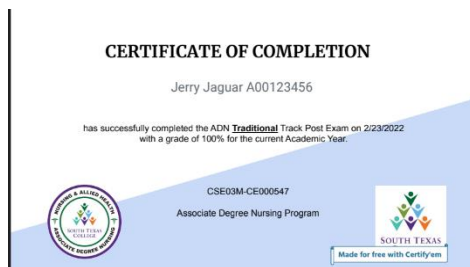 CERTIFICATE OF COMPLETION
Jerry Jaguar A00123456
has successfully completed the ADN Traditional Track Post Exam on 2/23/2022
with a grade of 100% for the current Academic Year.
CSE03M-CE000547
Associate Degree Nursing Program
NURSING & ALLIED HEALTH
SOUTH TEXAS
COLLEGE
ASSOCIATE DEGREE NURSING
SOUTH TEXAS
Made for free with Certify'em